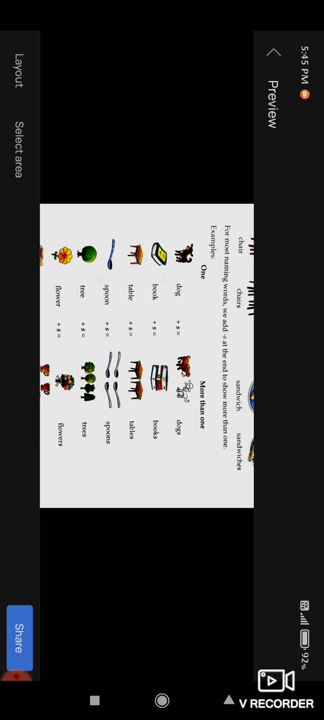 5:45 PM
92%
Preview
chair chairs sandwich sandwiches
For most naming words, we add -s at the end to show more than one.
Examples:
One More than one
dog + s = dogs
book + s = books
table + s = tables
spoon + s = spoons
tree + s = trees
flower + s = flowers
Layout Select area Share
V RECORDER